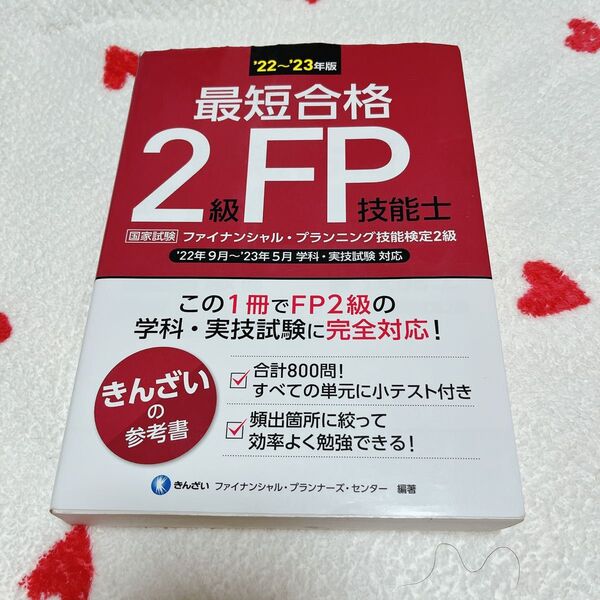 '22～'23年版
最短合格
2級FP技能士
国家試験 ファイナンシャル・プランニング技能検定2級
'22年9月～'23年5月 学科・実技試験 対応
この1冊でFP2級の
学科・実技試験に完全対応！
きんざい
の
参考書
合計800問！
すべての単元に小テスト付き
頻出箇所に絞って
効率よく勉強できる！
きんざい ファイナンシャル・プランナーズ・センター 編著